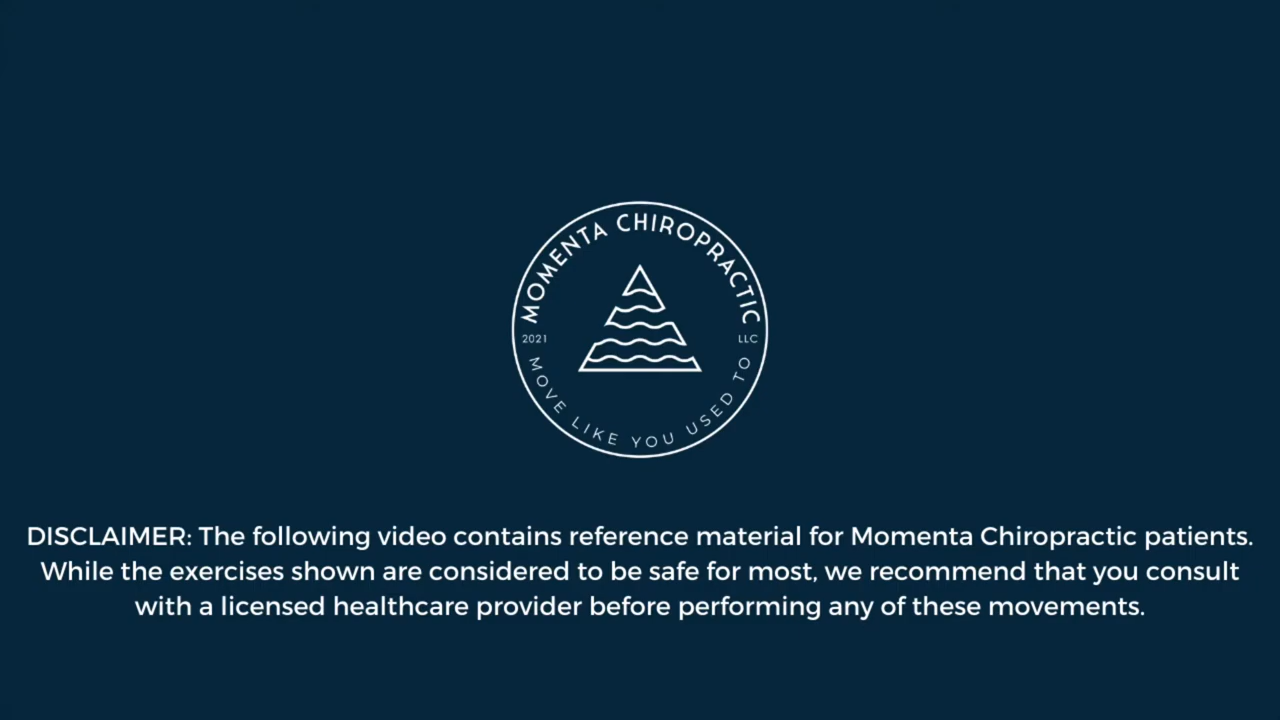 MOMENTA CHIROPRACTIC
2021
LLC
MOVE LIKE YOU USED TO
DISCLAIMER: The following video contains reference material for Momenta Chiropractic patients.
While the exercises shown are considered to be safe for most, we recommend that you consult
with a licensed healthcare provider before performing any of these movements.